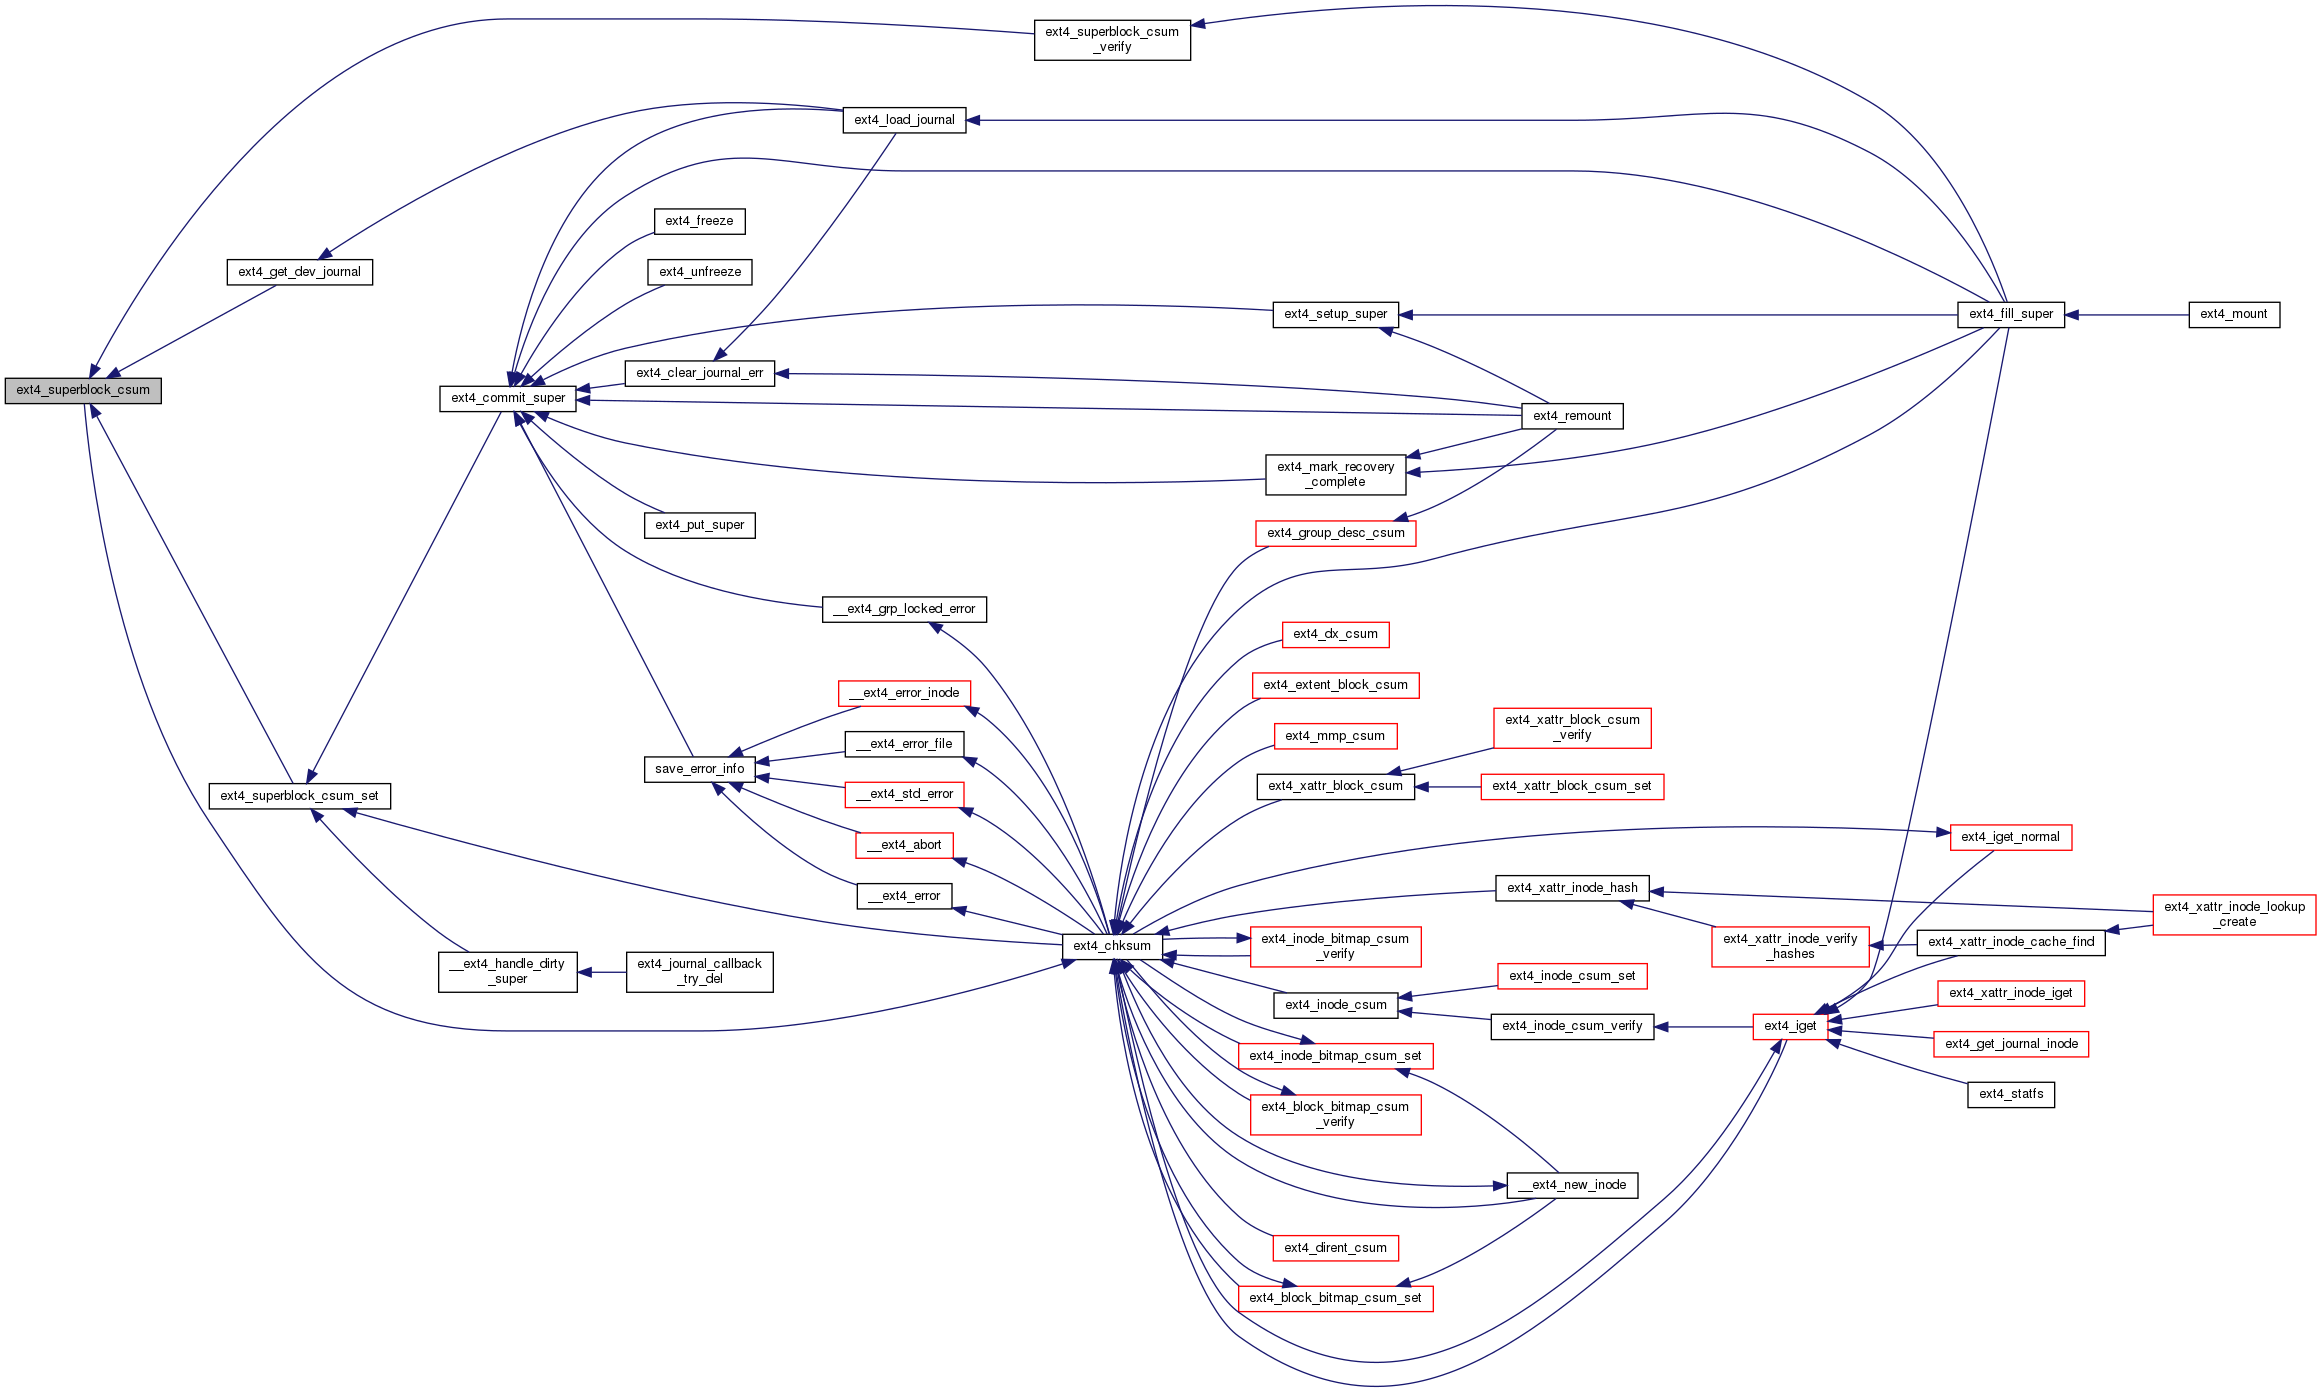 ext4_superblock_csum
_verify
ext4_load_journal
ext4_freeze
ext4_get_dev_journal
ext4_unfreeze
ext4_setup_super
ext4_fill_super
ext4_mount
ext4_clear_journal_err
ext4_superblock_csum
ext4_commit_super
ext4_remount
ext4_mark_recovery
_complete
ext4_put_super
ext4_group_desc_csum
__ext4_grp_locked_error
ext4_dx_csum
ext4_extent_block_csum
__ext4_error_inode
ext4_xattr_block_csum
_verify
ext4_mmp_csum
__ext4_error_file
save_error_info
ext4_xattr_block_csum
ext4_xattr_block_csum_set
ext4_superblock_csum_set
__ext4_std_error
ext4_iget_normal
__ext4_abort
ext4_xattr_inode_hash
__ext4_error
ext4_xattr_inode_lookup
_create
ext4_chksum
ext4_inode_bitmap_csum
_verify
ext4_xattr_inode_verify
_hashes
ext4_xattr_inode_cache_find
__ext4_handle_dirty
_super
ext4_journal_callback
_try_del
ext4_inode_csum_set
ext4_xattr_inode_iget
ext4_inode_csum
ext4_inode_csum_verify
ext4_iget
ext4_get_journal_inode
ext4_inode_bitmap_csum_set
ext4_statfs
ext4_block_bitmap_csum
_verify
__ext4_new_inode
ext4_dirent_csum
ext4_block_bitmap_csum_set